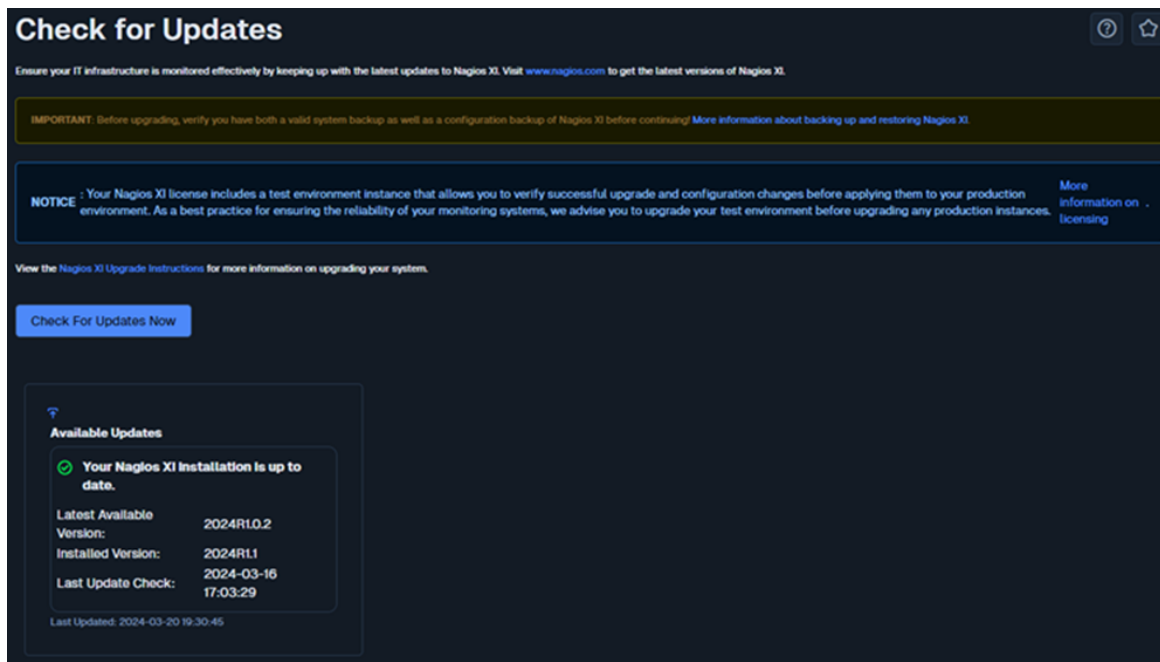 Check for Updates
Ensure your IT infrastructure is monitored effectively by keeping up with the latest updates to Nagios XI. Visit www.nagios.com to get the latest versions of Nagios XI.
IMPORTANT: Before upgrading, verify you have both a valid system backup as well as a configuration backup of Nagios XI before continuing! More information about backing up and restoring Nagios XI.
NOTICE : Your Nagios XI license includes a test environment instance that allows you to verify successful upgrade and configuration changes before applying them to your production
environment. As a best practice for ensuring the reliability of your monitoring systems, we advise you to upgrade your test environment before upgrading any production instances.
More
information on .
licensing
View the Nagios XI Upgrade Instructions for more information on upgrading your system.
Check For Updates Now
Available Updates
Your Nagios XI installation is up to
date.
Latest Available
Version: 2024R1.0.2
Installed Version: 2024R1.1
Last Update Check: 2024-03-16
17:03:29
Last Updated: 2024-03-20 19:30:45